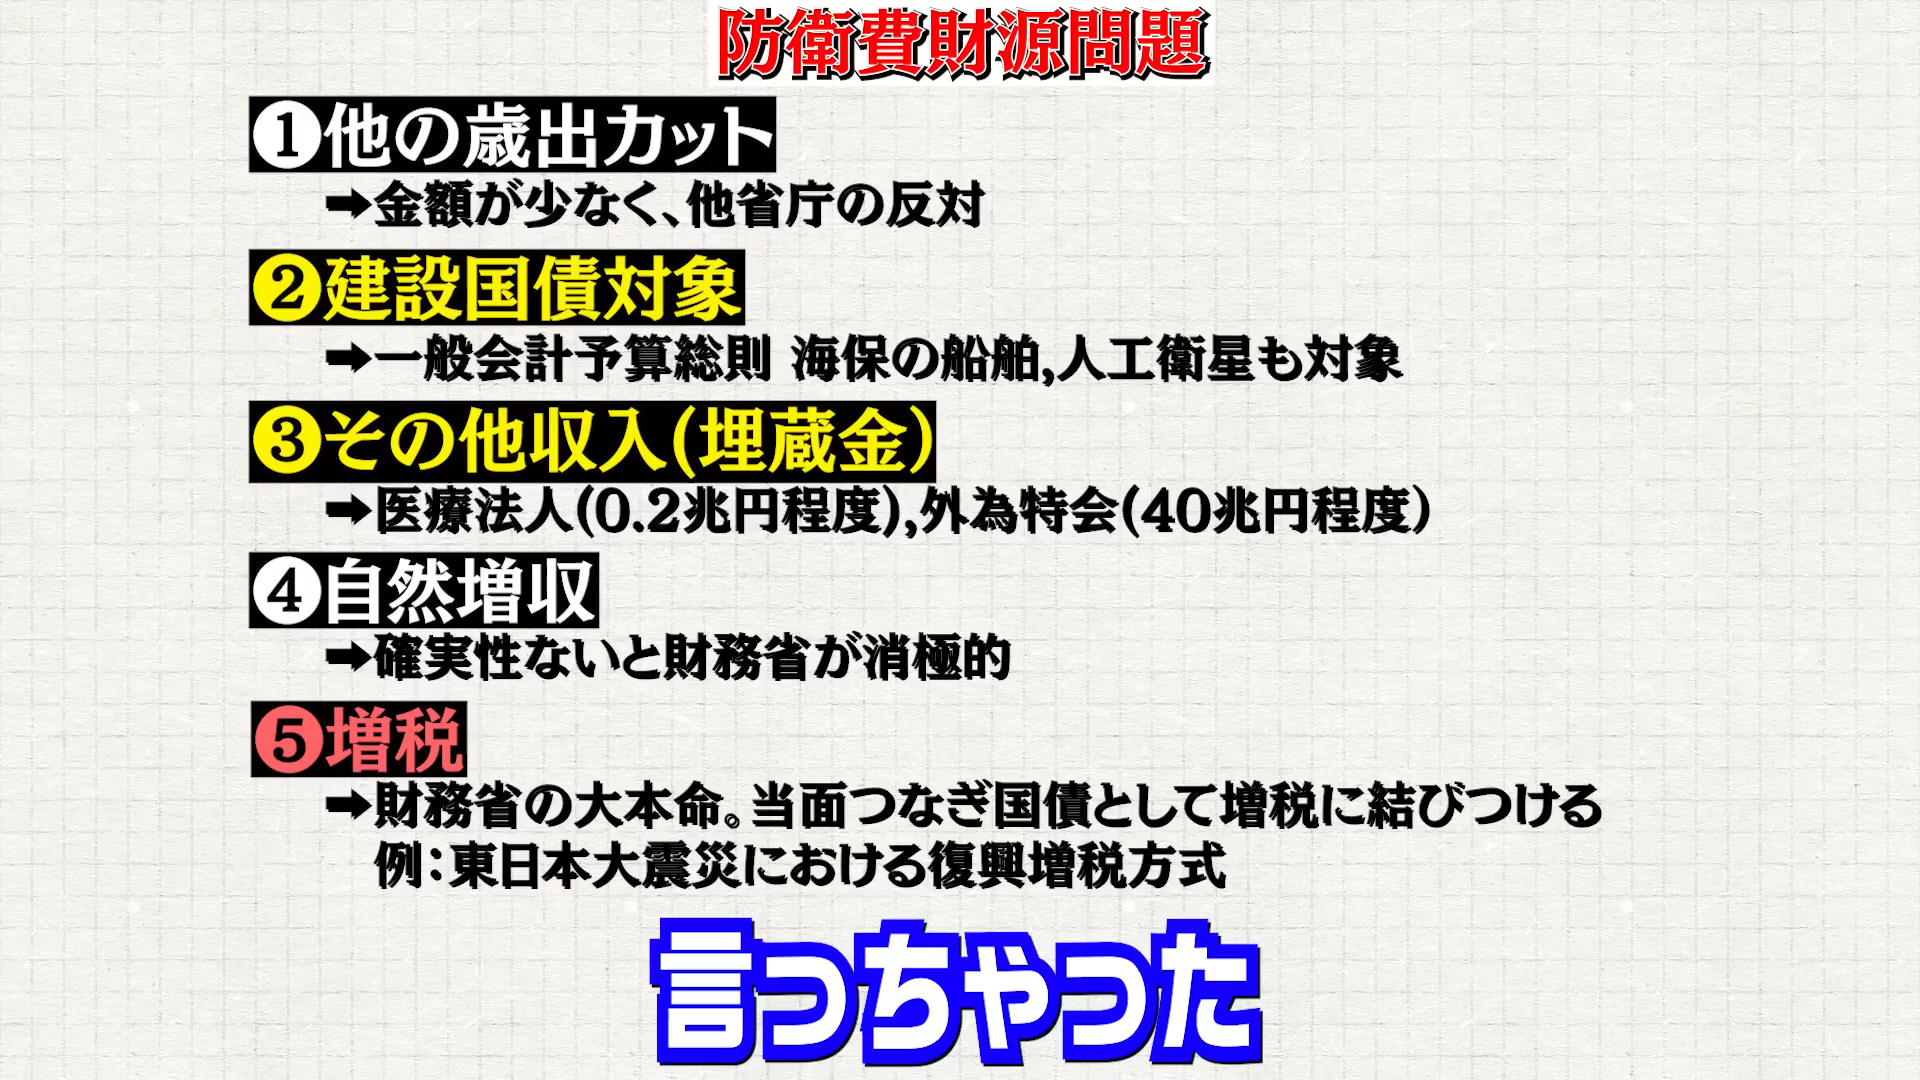 防衛費財源問題
❶他の歳出カット
➡金額が少なく、他省庁の反対
❷建設国債対象
➡一般会計予算総則 海保の船舶,人工衛星も対象
❸その他収入(埋蔵金)
➡医療法人(0.2兆円程度),外為特会(40兆円程度)
❹自然増収
➡確実性ないと財務省が消極的
❺増税
➡財務省の大本命。当面つなぎ国債として増税に結びつける
例：東日本大震災における復興増税方式
言っちゃった